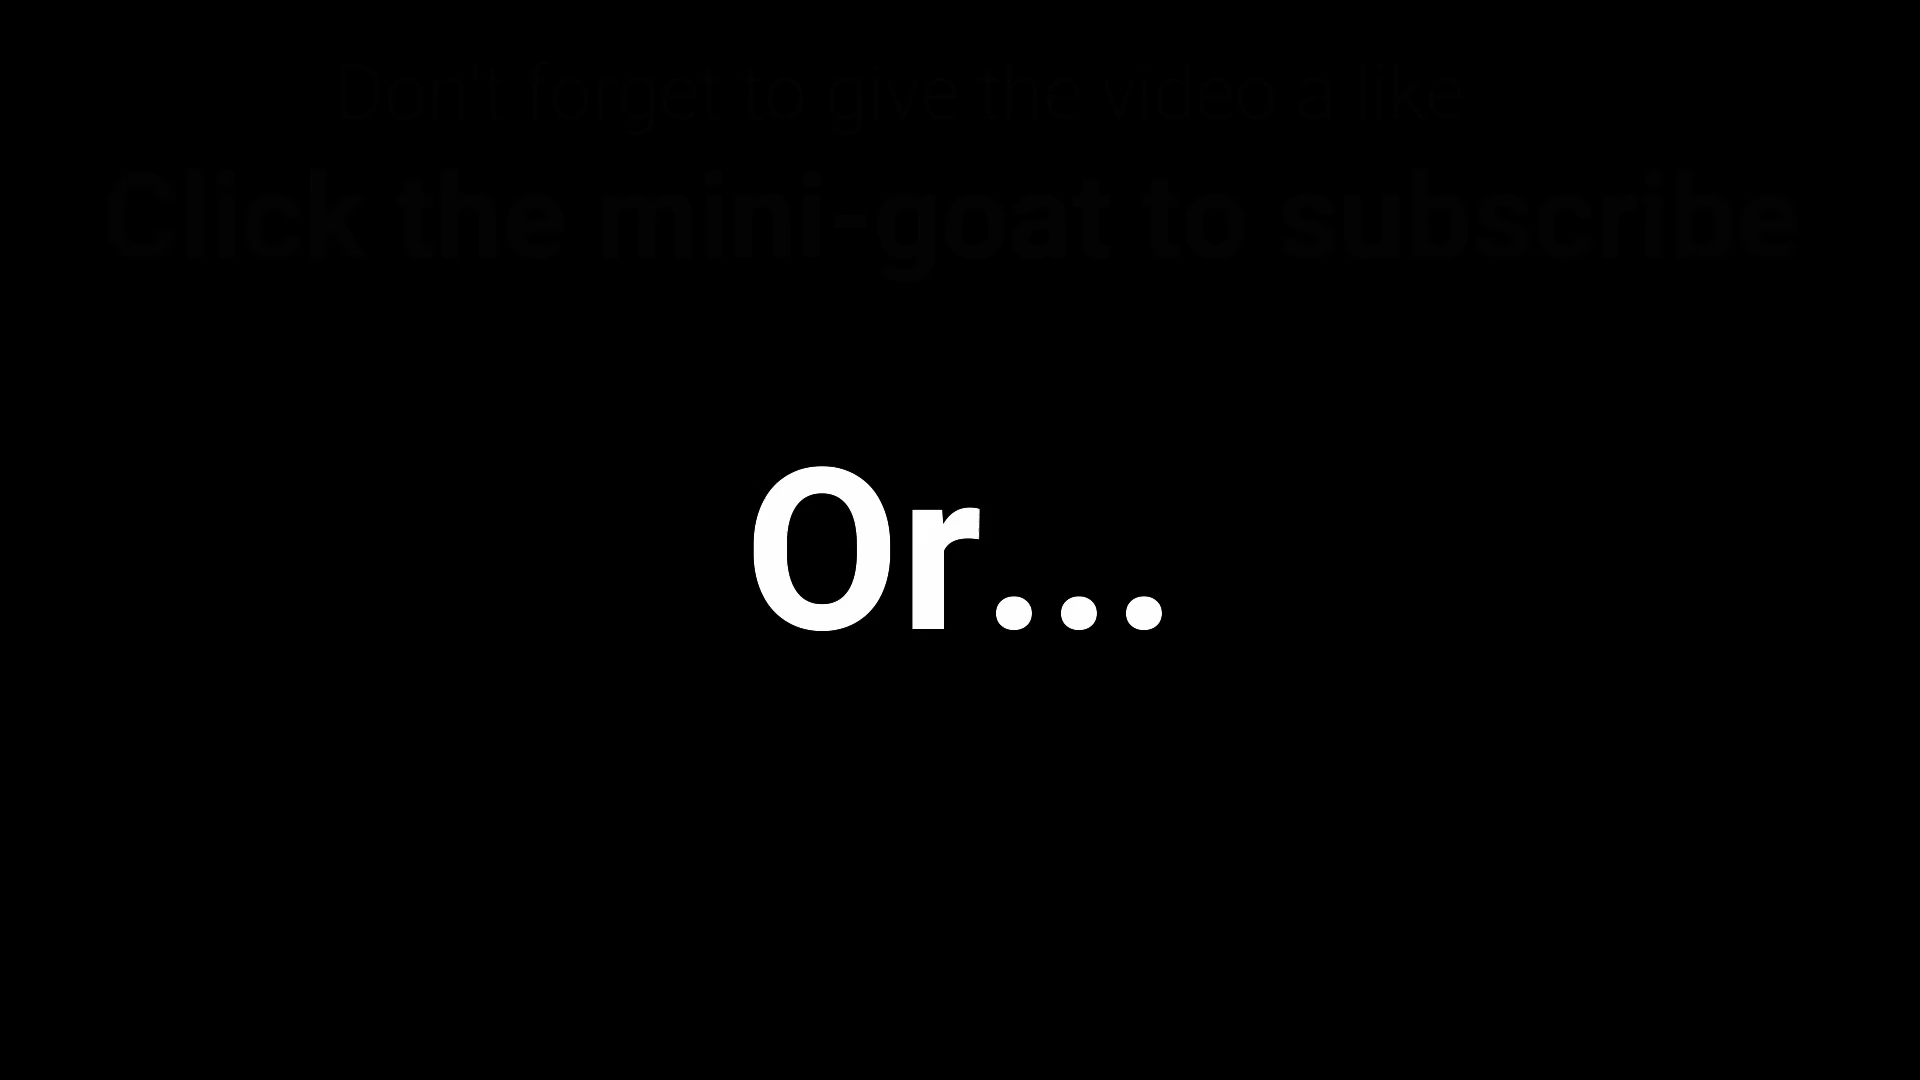 Don't forget to give the video a like
Click the mini-goat to subscribe
Or...